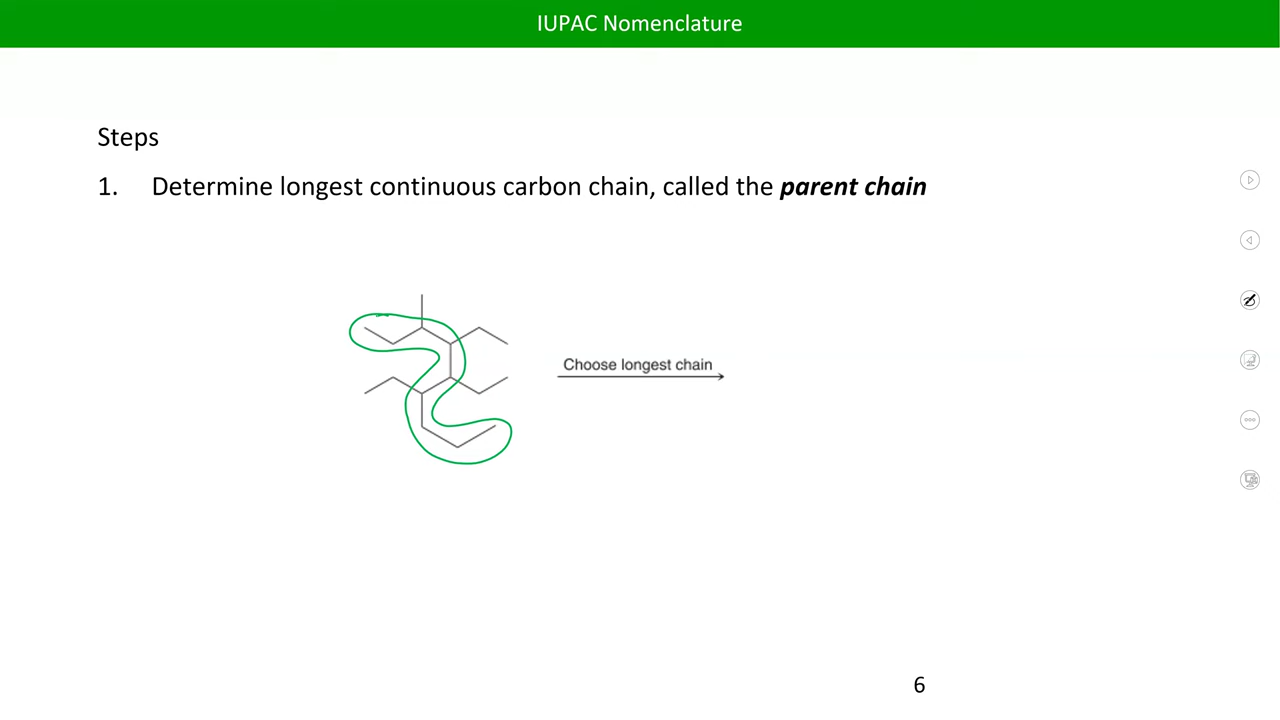 IUPAC Nomenclature
Steps
1. Determine longest continuous carbon chain, called the parent chain
Choose longest chain
6